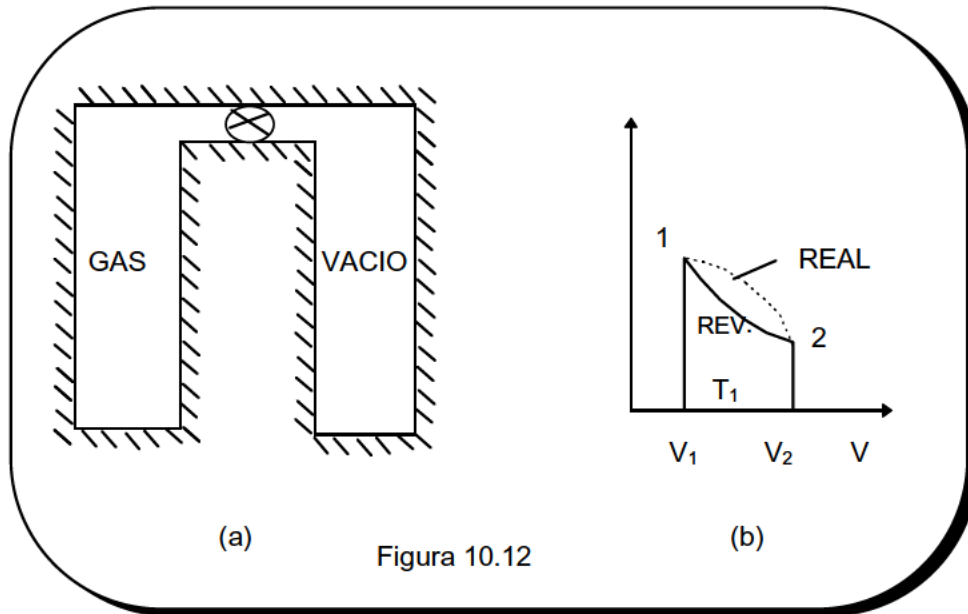 GAS
VACIO
(a)
1
REAL
REV.
2
T₁
V₁
V₂
V
(b)
Figura 10.12